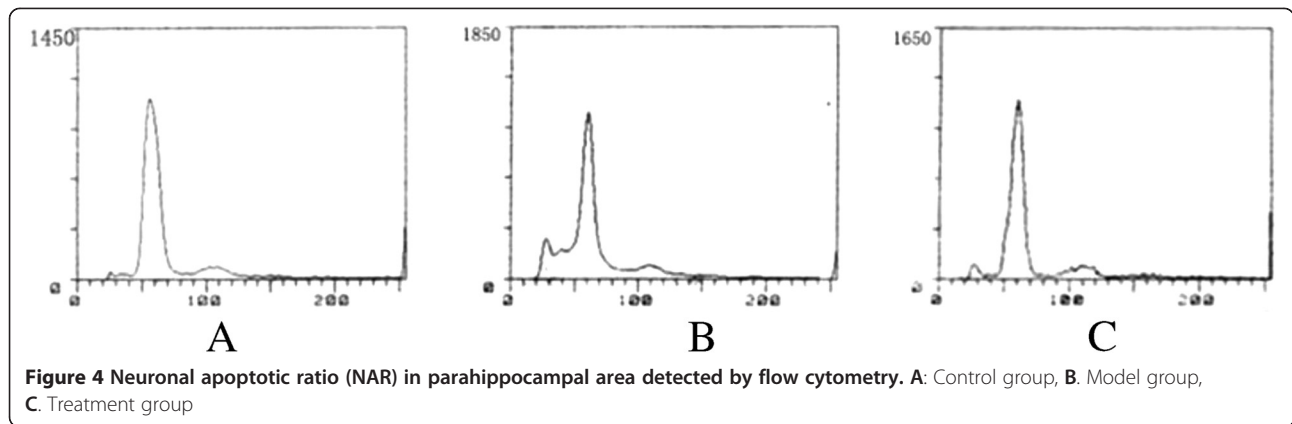 1450
0
0 100 200
A
1850
0
0 100 200
B
1650
0
0 100 200
C
Figure 4 Neuronal apoptotic ratio (NAR) in parahippocampal area detected by flow cytometry. A: Control group, B. Model group,
C. Treatment group